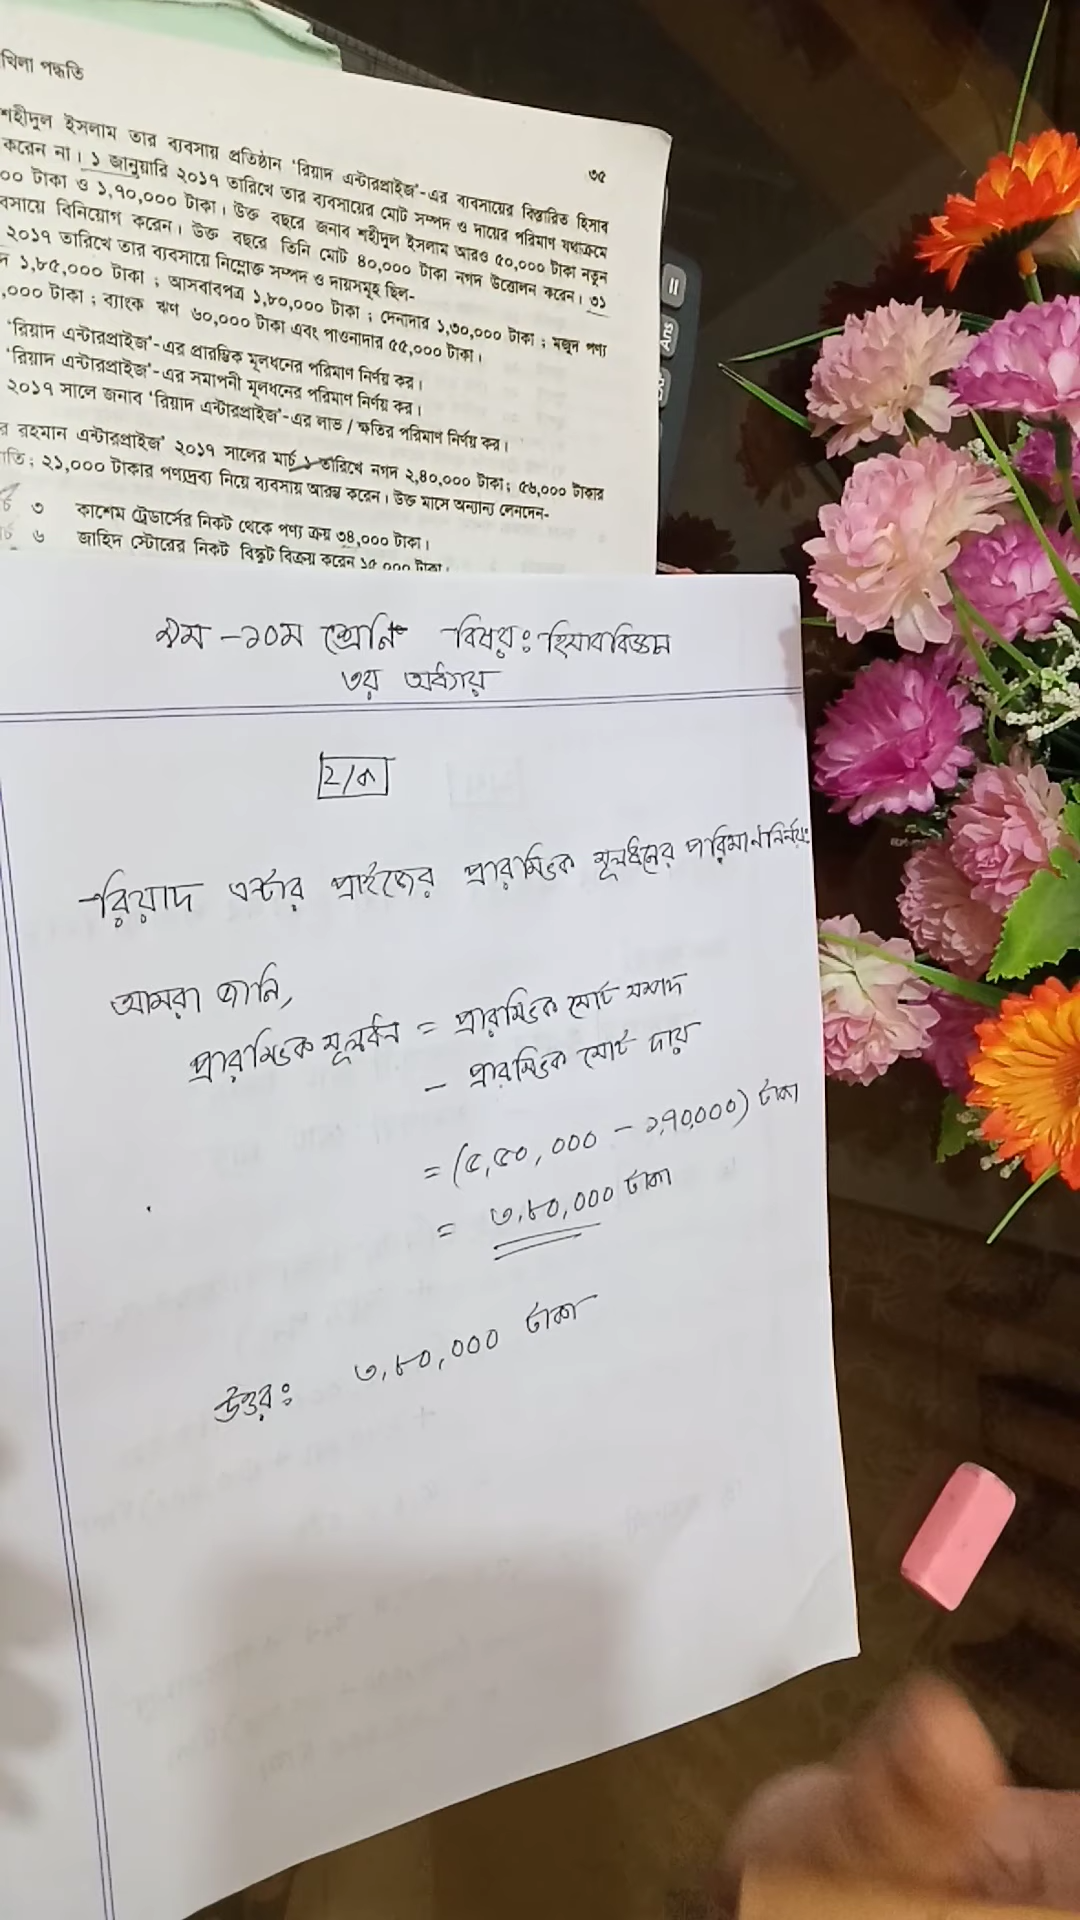 খিলা পদ্ধতি
৩৫
শহীদুল ইসলাম তার ব্যবসায় প্রতিষ্ঠান ‘রিয়াদ এন্টারপ্রাইজ’-এর ব্যবসায়ের বিস্তারিত হিসাব
করেন না। ১ জানুয়ারি ২০১৭ তারিখে তার ব্যবসায়ের মোট সম্পদ ও দায়ের পরিমাণ যথাক্রমে
০০ টাকা ও ১,৭০,০০০ টাকা। উক্ত বছরে জনাব শহীদুল ইসলাম আরও ৫০,০০০ টাকা নতুন
বসায়ে বিনিয়োগ করেন। উক্ত বছরে তিনি মোট ৪০,০০০ টাকা নগদ উত্তোলন করেন। ৩১
২০১৭ তারিখে তার ব্যবসায়ে নিম্নোক্ত সম্পদ ও দায়সমূহ ছিল-
১,৮৫,০০০ টাকা ; আসবাবপত্র ১,৮০,০০০ টাকা ; দেনাদার ১,৩০,০০০ টাকা ; মজুদ পণ্য
,০০০ টাকা ; ব্যাংক ঋণ ৬০,০০০ টাকা এবং পাওনাদার ৫৫,০০০ টাকা।
‘রিয়াদ এন্টারপ্রাইজ’-এর প্রারম্ভিক মূলধনের পরিমাণ নির্ণয় কর।
‘রিয়াদ এন্টারপ্রাইজ’-এর সমাপনী মূলধনের পরিমাণ নির্ণয় কর।
২০১৭ সালে জনাব ‘রিয়াদ এন্টারপ্রাইজ’-এর লাভ / ক্ষতির পরিমাণ নির্ণয় কর।
র রহমান এন্টারপ্রাইজ’ ২০১৭ সালের মার্চ ১ তারিখে নগদ ২,৪০,০০০ টাকা; ৫৬,০০০ টাকার
তি; ২১,০০০ টাকার পণ্যদ্রব্য নিয়ে ব্যবসায় আরম্ভ করেন। উক্ত মাসে অন্যান্য লেনদেন-
র্চ ৩ কাশেম ট্রেডার্সের নিকট থেকে পণ্য ক্রয় ৩৪,০০০ টাকা।
র্চ ৬ জাহিদ স্টোরের নিকট বিস্কুট বিক্রয় করেন ১৫ ০০০ টাকা.
Ans
৯ম -১০ম শ্রেণি বিষয়ঃ হিসাববিজ্ঞান
৩য় অধ্যায়
২/ক
রিয়াদ এন্টার প্রাইজের প্রারম্ভিক মূলধনের পরিমাণ নির্ণয়ঃ
আমরা জানি,
প্রারম্ভিক মূলধন = প্রারম্ভিক মোট সম্পদ
- প্রারম্ভিক মোট দায়
= (৫,৫০,০০০ - ১,৭০,০০০) টাকা
= ৩,৮০,০০০ টাকা
উত্তরঃ ৩,৮০,০০০ টাকা